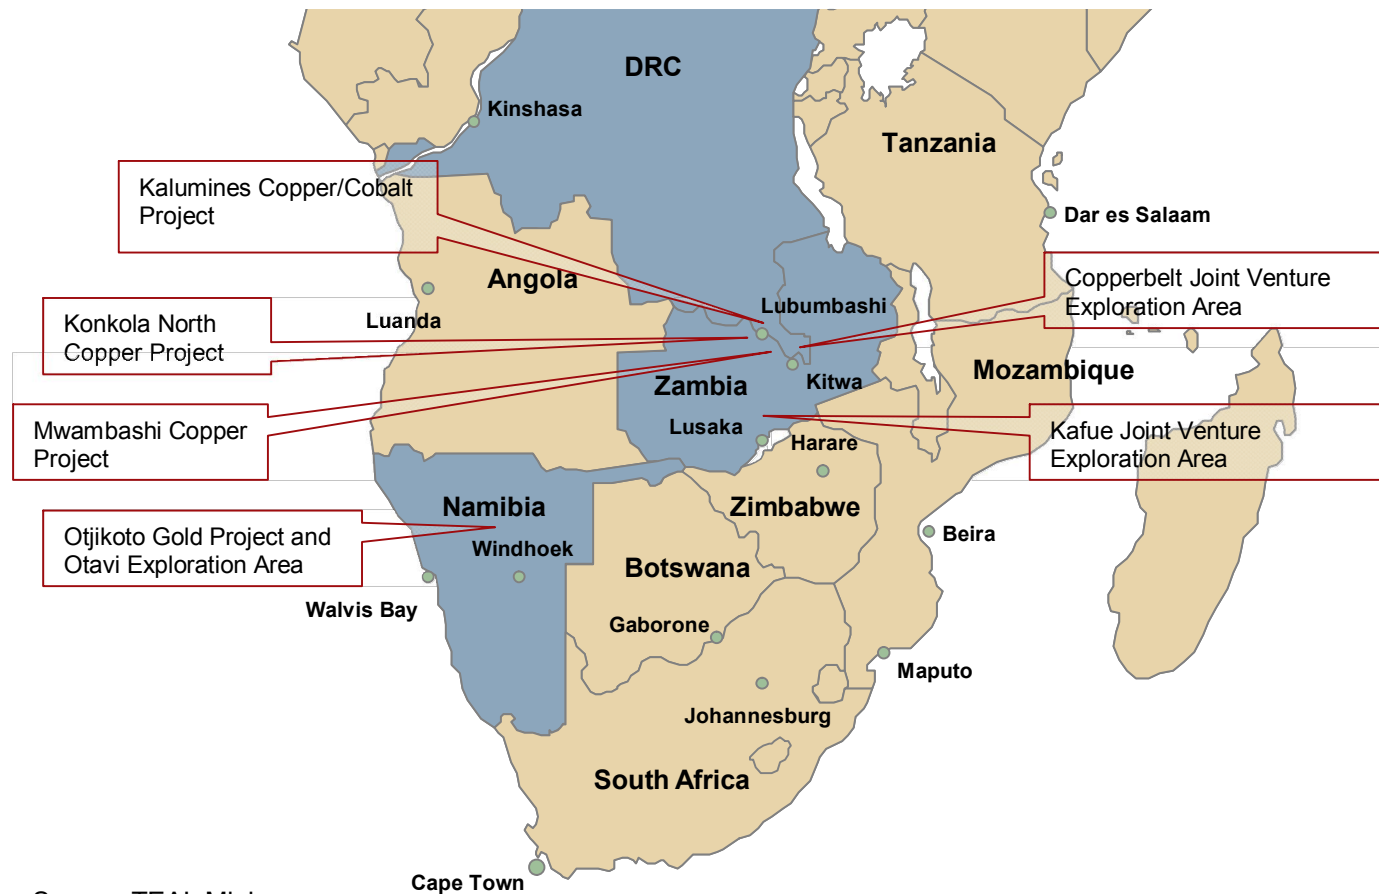 DRC
Kinshasa
Tanzania
Kalumines Copper/Cobalt
Project
Dar es Salaam
Angola
Copperbelt Joint Venture
Exploration Area
Lubumbashi
Luanda
Konkola North
Copper Project
Zambia
Kitwa
Mozambique
Lusaka
Harare
Mwambashi Copper
Project
Kafue Joint Venture
Exploration Area
Namibia
Zimbabwe
Otjikoto Gold Project and
Otavi Exploration Area
Windhoek
Beira
Botswana
Walvis Bay
Gaborone
Maputo
Johannesburg
South Africa
Cape Town